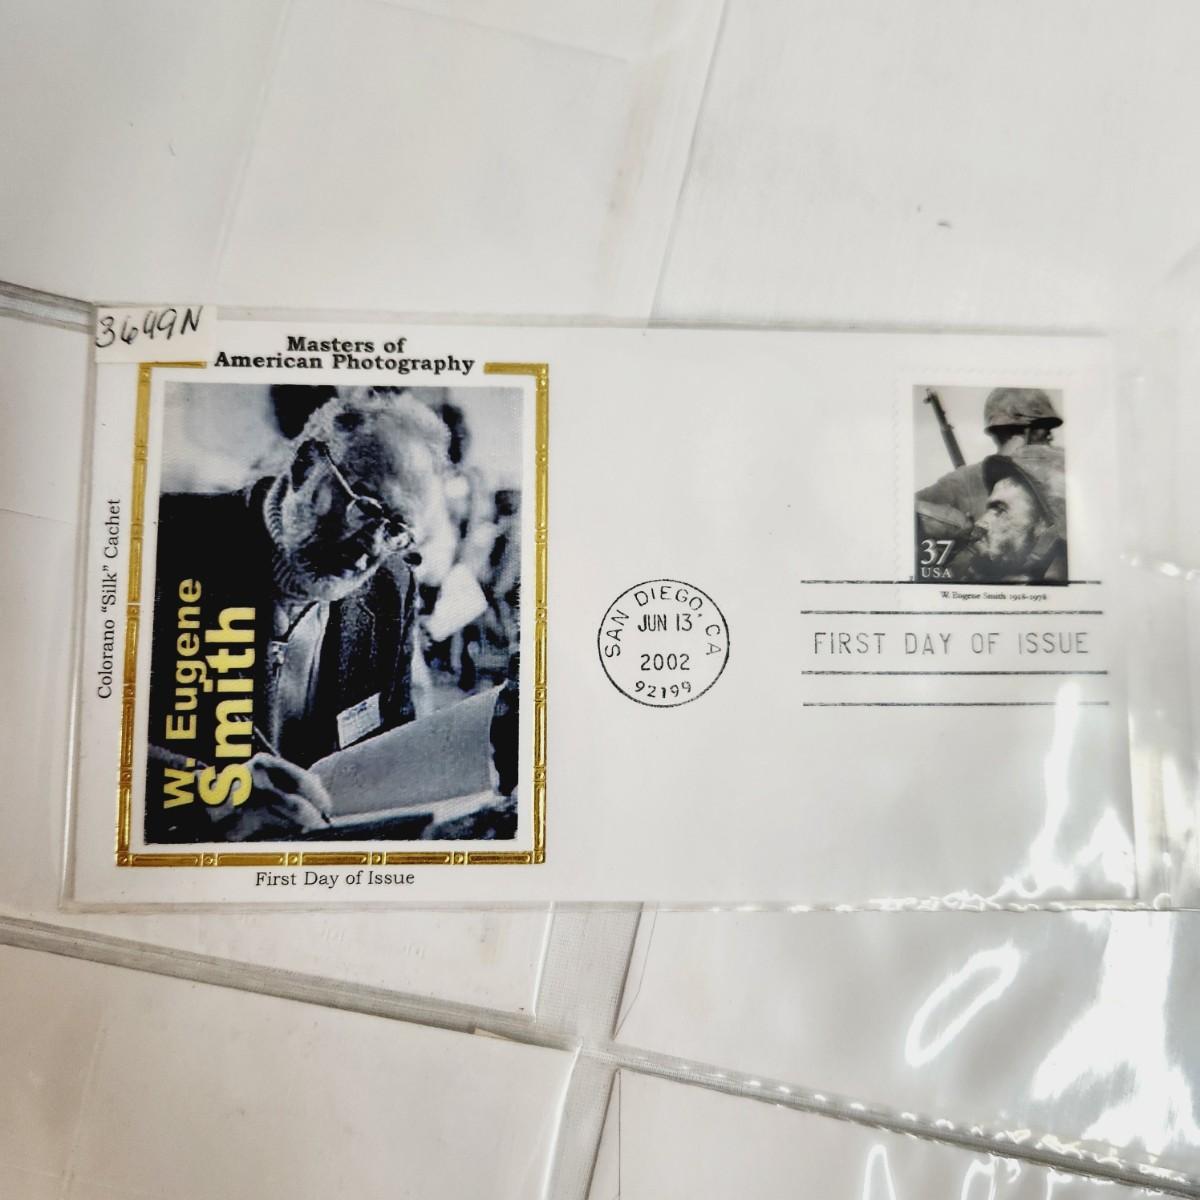 3649N
Masters of
American Photography
Colorano "Silk" Cachet
W. Eugene
Smith
First Day of Issue
37
USA
W. Eugene Smith 1918-1978
SAN DIEGO, CA
JUN 13
2002
92199
FIRST DAY OF ISSUE